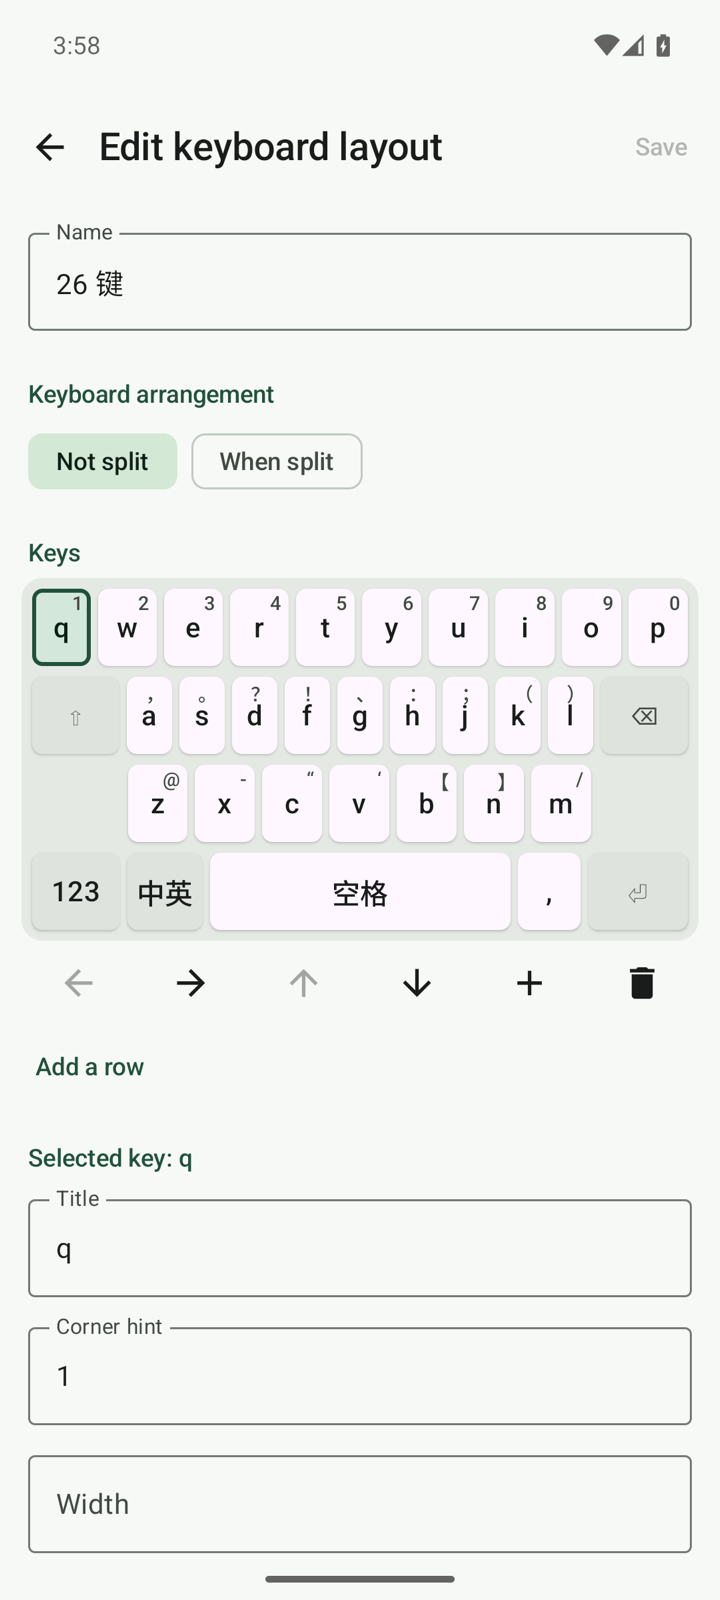 3:58
Edit keyboard layout
Save
Name
26 键
Keyboard arrangement
Not split
When split
Keys
1 2 3 4 5 6 7 8 9 0
q w e r t y u i o p
， 。 ？ ！ 、 ： ； （ ）
⇧ a s d f g h j k l ⌫
@ - “ ‘ 【 】 /
z x c v b n m
123 中英 空格 , ⏎
Add a row
Selected key: q
Title
q
Corner hint
1
Width